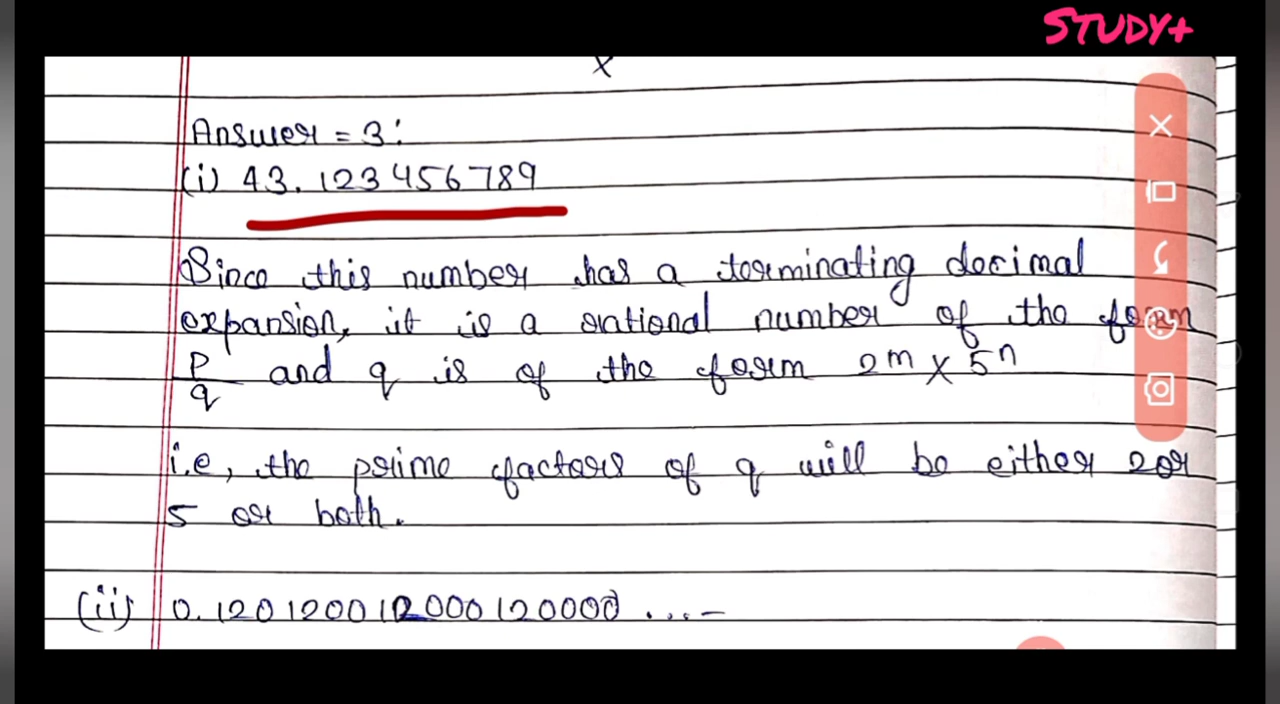 STUDY+
x
Answer = 3:
(i) 43.123456789
Since this number has a terminating decimal
expansion, it is a rational number of the form
p/q and q is of the form 2^m x 5^n
i.e, the prime factors of q will be either 2 or
5 or both.
(ii) 0.120120012000120000 ....-